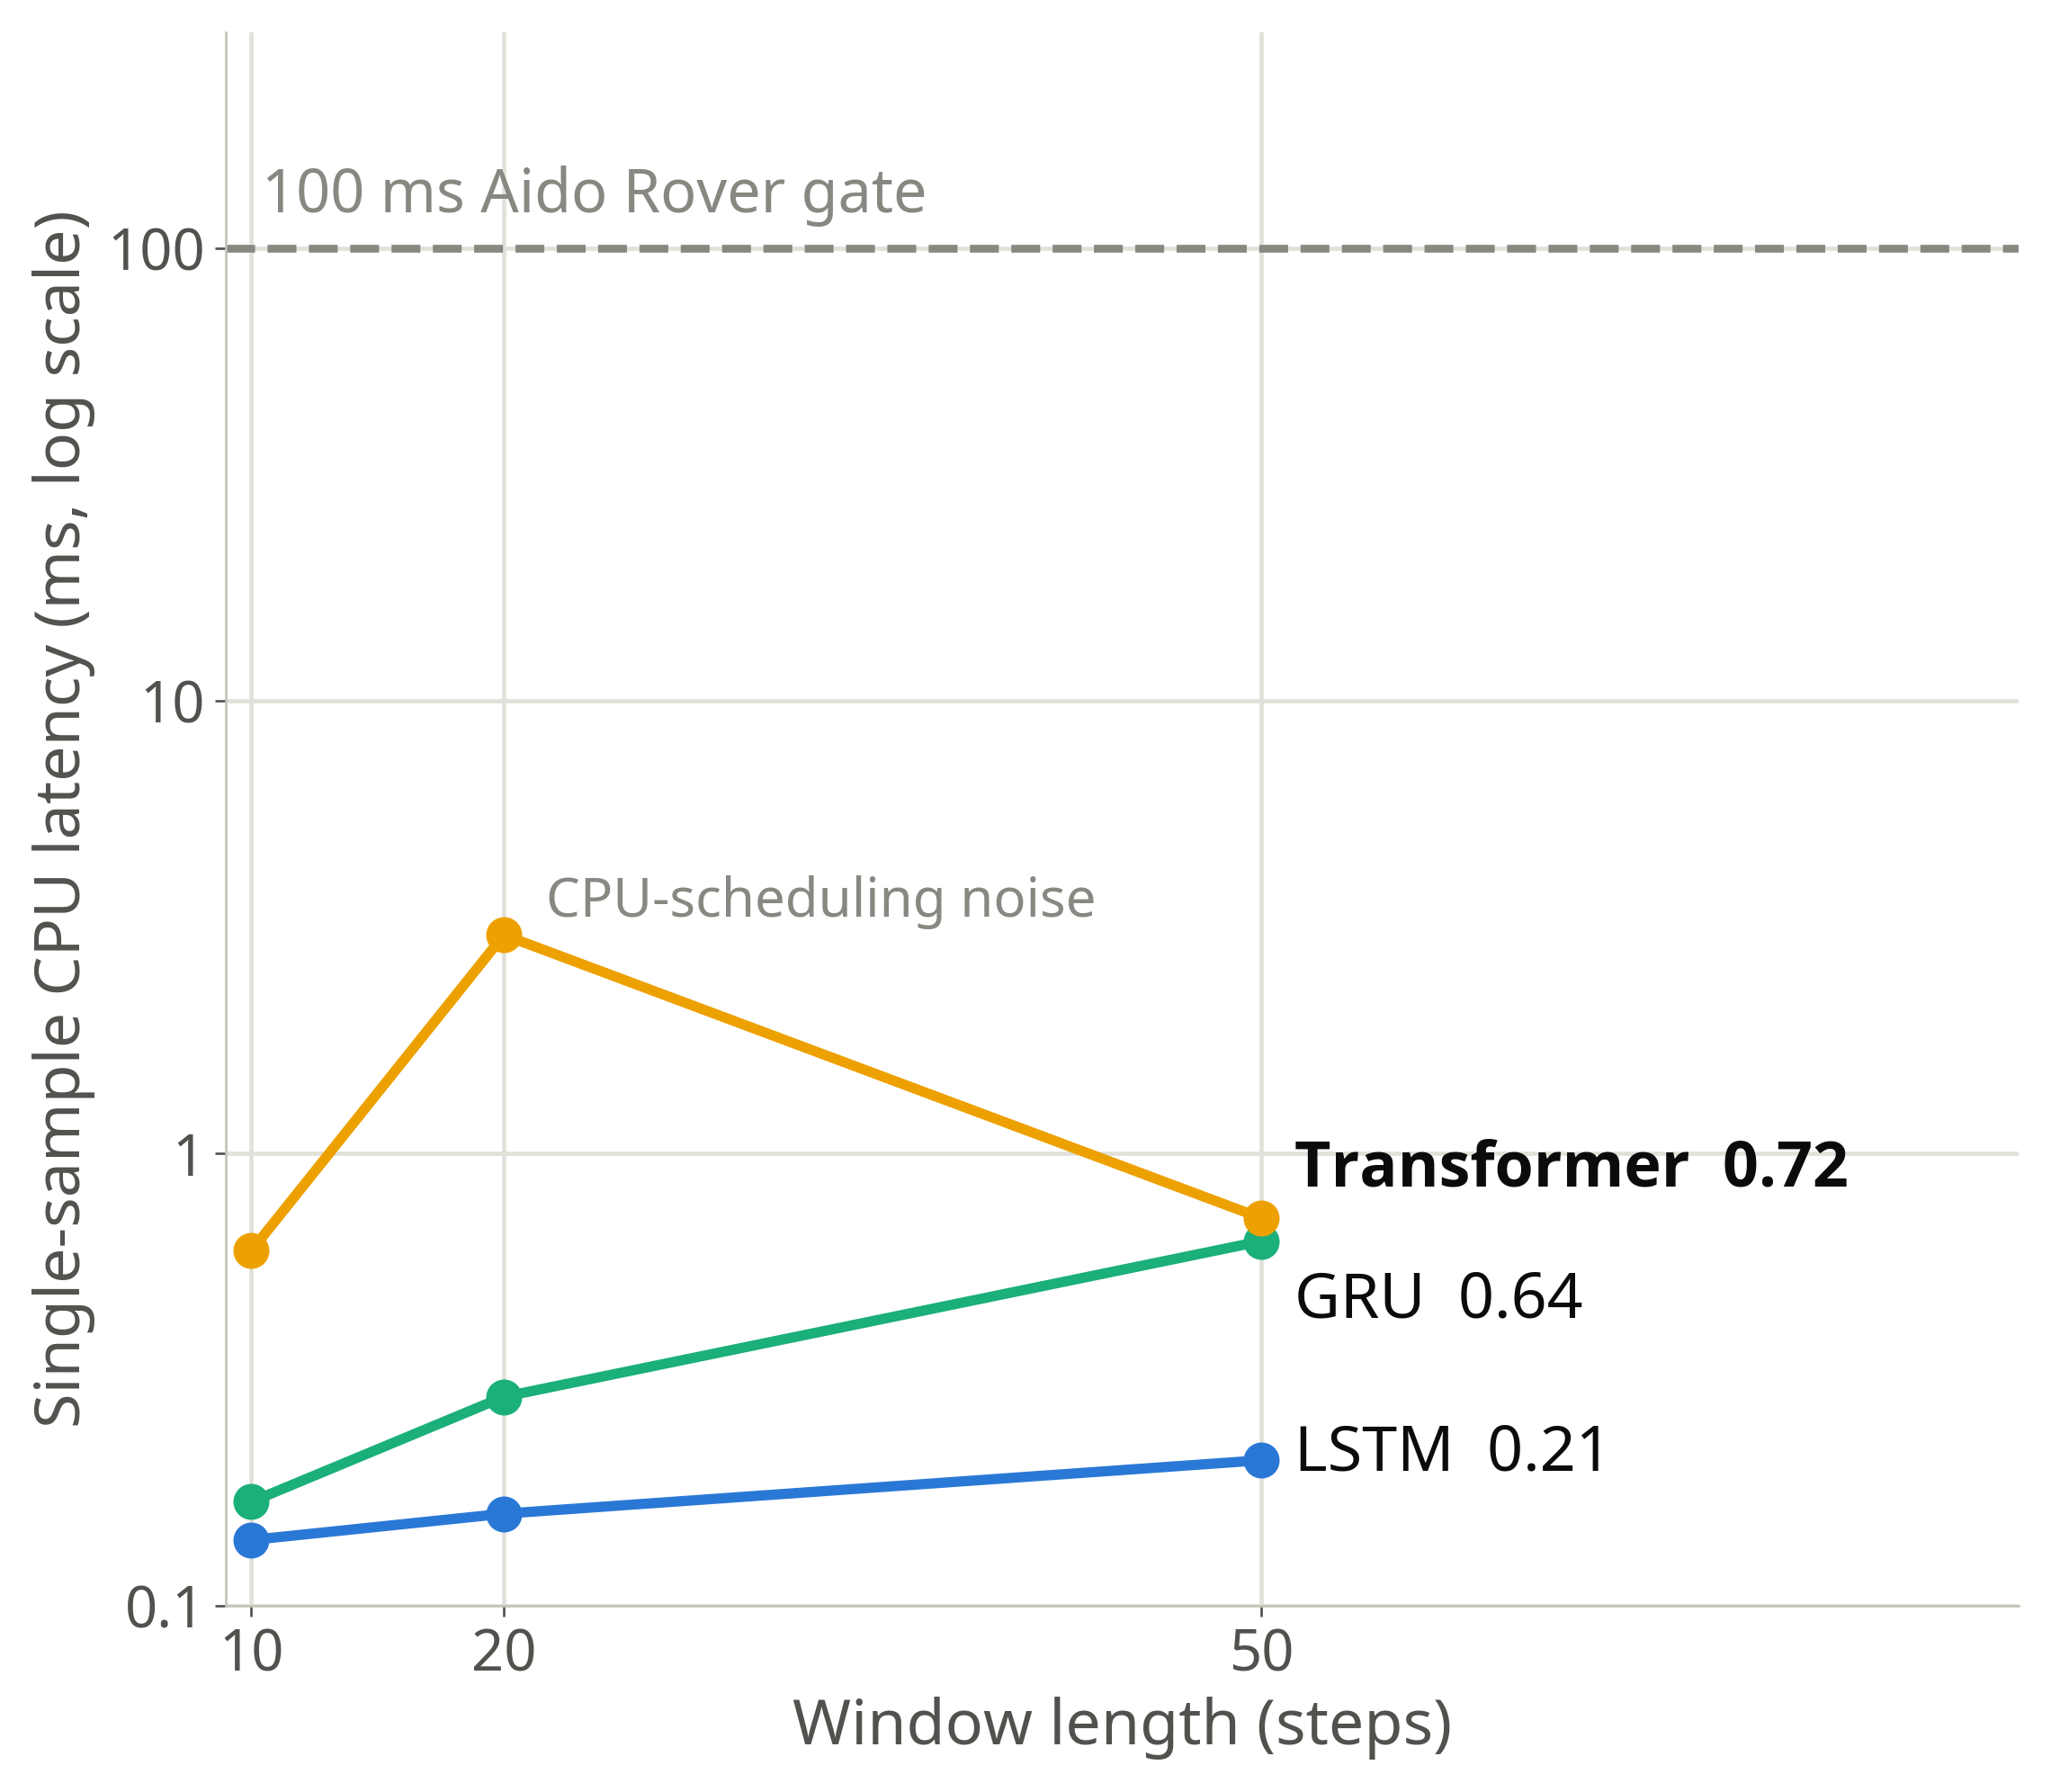 100 ms Aido Rover gate
Single-sample CPU latency (ms, log scale)
100
10
CPU-scheduling noise
1
Transformer 0.72
GRU 0.64
LSTM 0.21
0.1
10 20 50
Window length (steps)